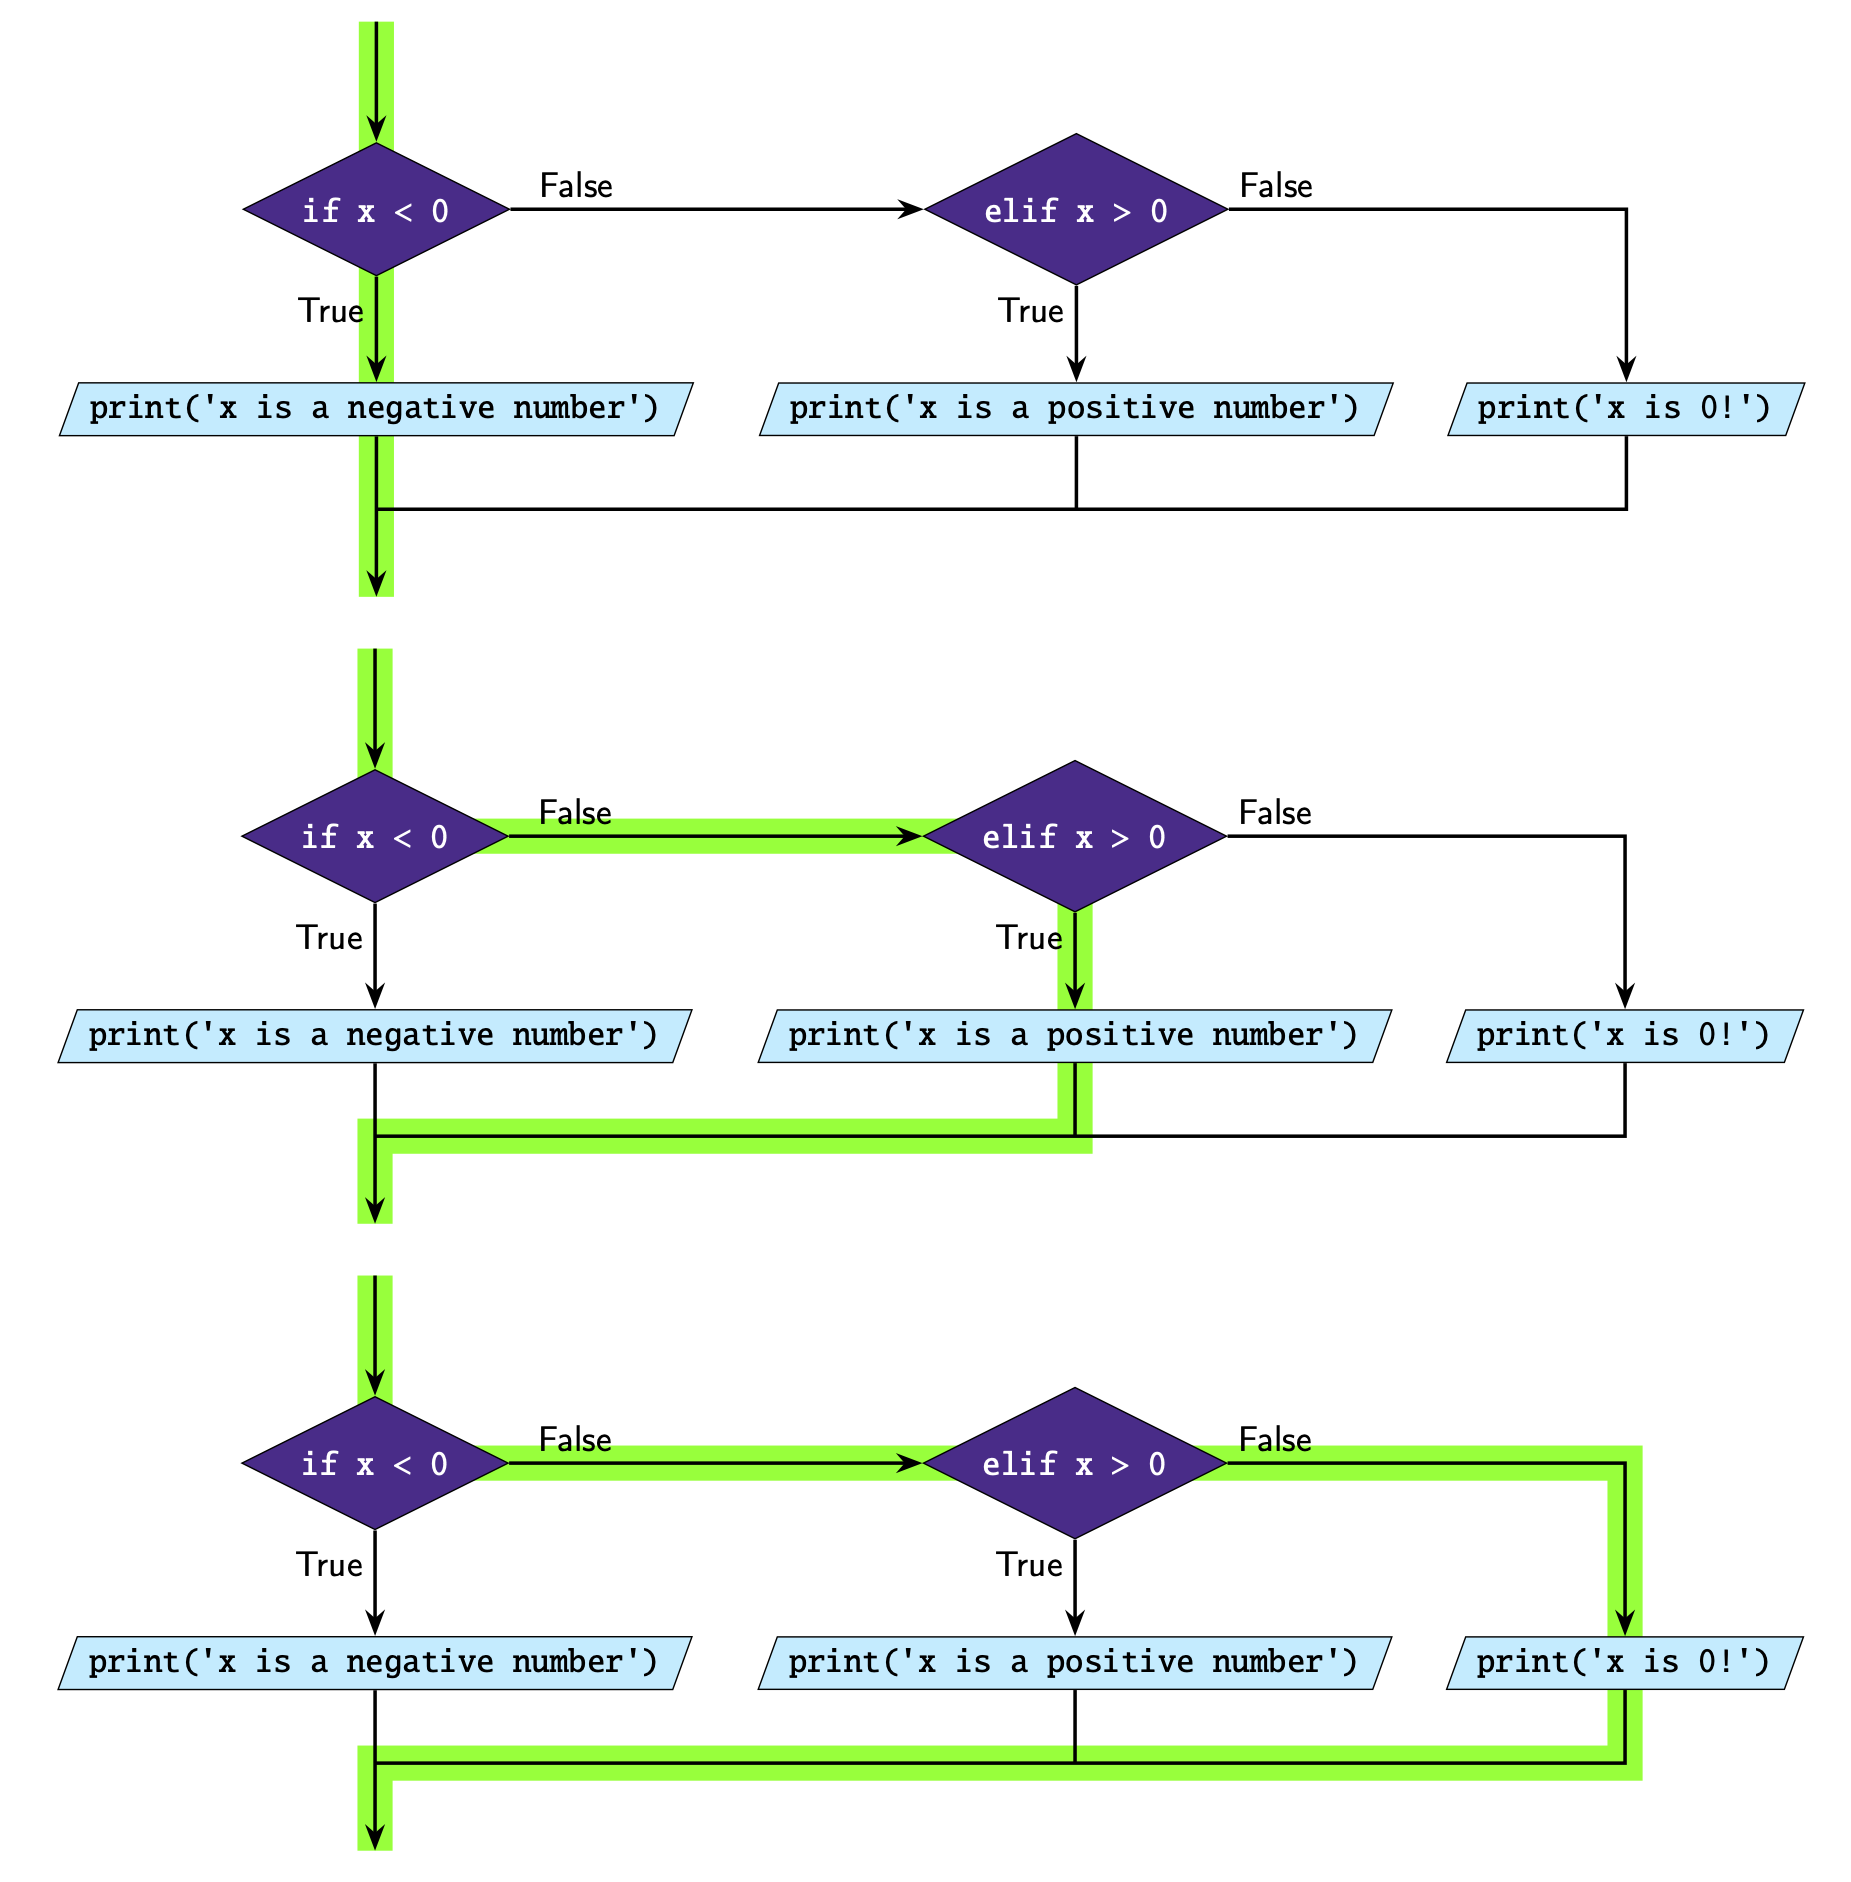 False
False
if x < 0
elif x > 0
True
True
print('x is a negative number')
print('x is a positive number')
print('x is 0!')
False
False
if x < 0
elif x > 0
True
True
print('x is a negative number')
print('x is a positive number')
print('x is 0!')
False
False
if x < 0
elif x > 0
True
True
print('x is a negative number')
print('x is a positive number')
print('x is 0!')